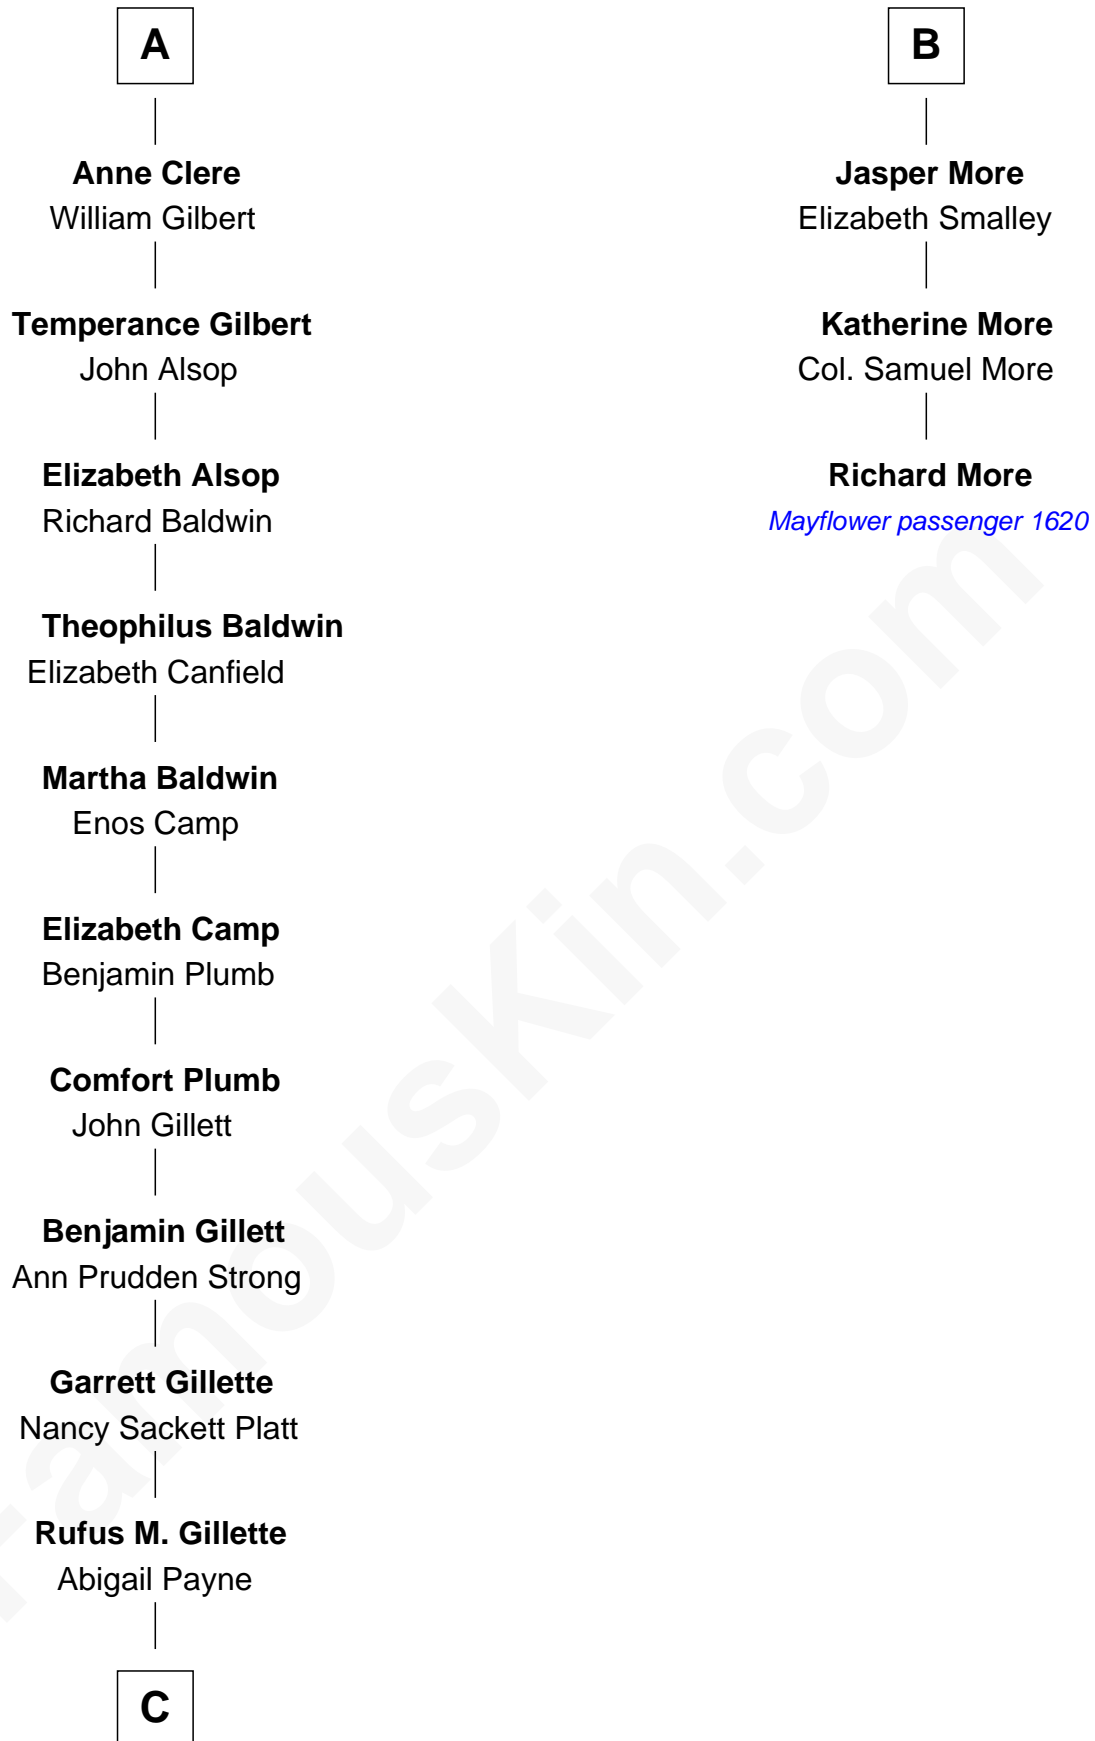 A
Anne Clere
William Gilbert
Temperance Gilbert
John Alsop
Elizabeth Alsop
Richard Baldwin
Theophilus Baldwin
Elizabeth Canfield
Martha Baldwin
Enos Camp
Elizabeth Camp
Benjamin Plumb
Comfort Plumb
John Gillett
Benjamin Gillett
Ann Prudden Strong
Garrett Gillette
Nancy Sackett Platt
Rufus M. Gillette
Abigail Payne
C
B
Jasper More
Elizabeth Smalley
Katherine More
Col. Samuel More
Richard More
Mayflower passenger 1620
FamousKin.com